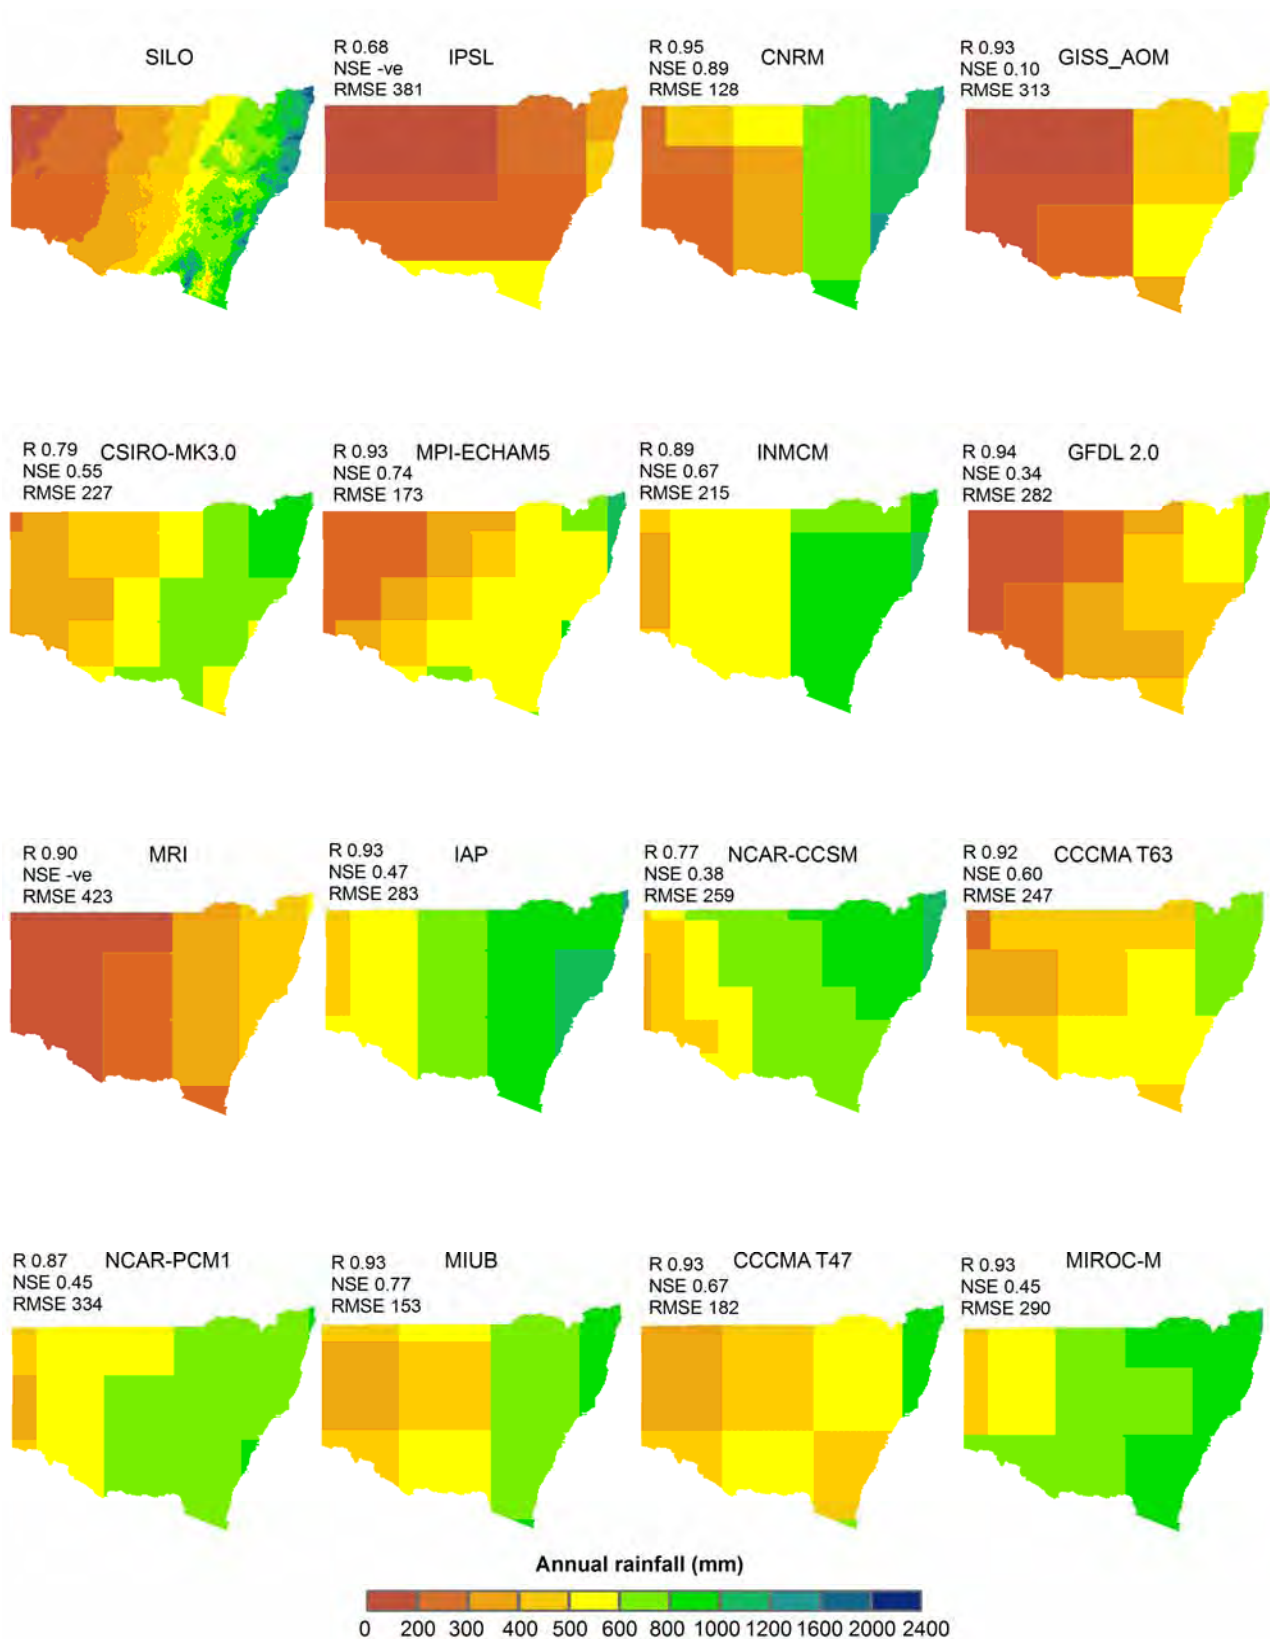 SILO
R 0.68
NSE -ve
RMSE 381
IPSL
R 0.95
NSE 0.89
RMSE 128
CNRM
R 0.93
NSE 0.10
RMSE 313
GISS_AOM
R 0.79
NSE 0.55
RMSE 227
CSIRO-MK3.0
R 0.93
NSE 0.74
RMSE 173
MPI-ECHAM5
R 0.89
NSE 0.67
RMSE 215
INMCM
R 0.94
NSE 0.34
RMSE 282
GFDL 2.0
R 0.90
NSE -ve
RMSE 423
MRI
R 0.93
NSE 0.47
RMSE 283
IAP
R 0.77
NSE 0.38
RMSE 259
NCAR-CCSM
R 0.92
NSE 0.60
RMSE 247
CCCMA T63
R 0.87
NSE 0.45
RMSE 334
NCAR-PCM1
R 0.93
NSE 0.77
RMSE 153
MIUB
R 0.93
NSE 0.67
RMSE 182
CCCMA T47
R 0.93
NSE 0.45
RMSE 290
MIROC-M
Annual rainfall (mm)
0 200 300 400 500 600 800 1000 1200 1600 2000 2400